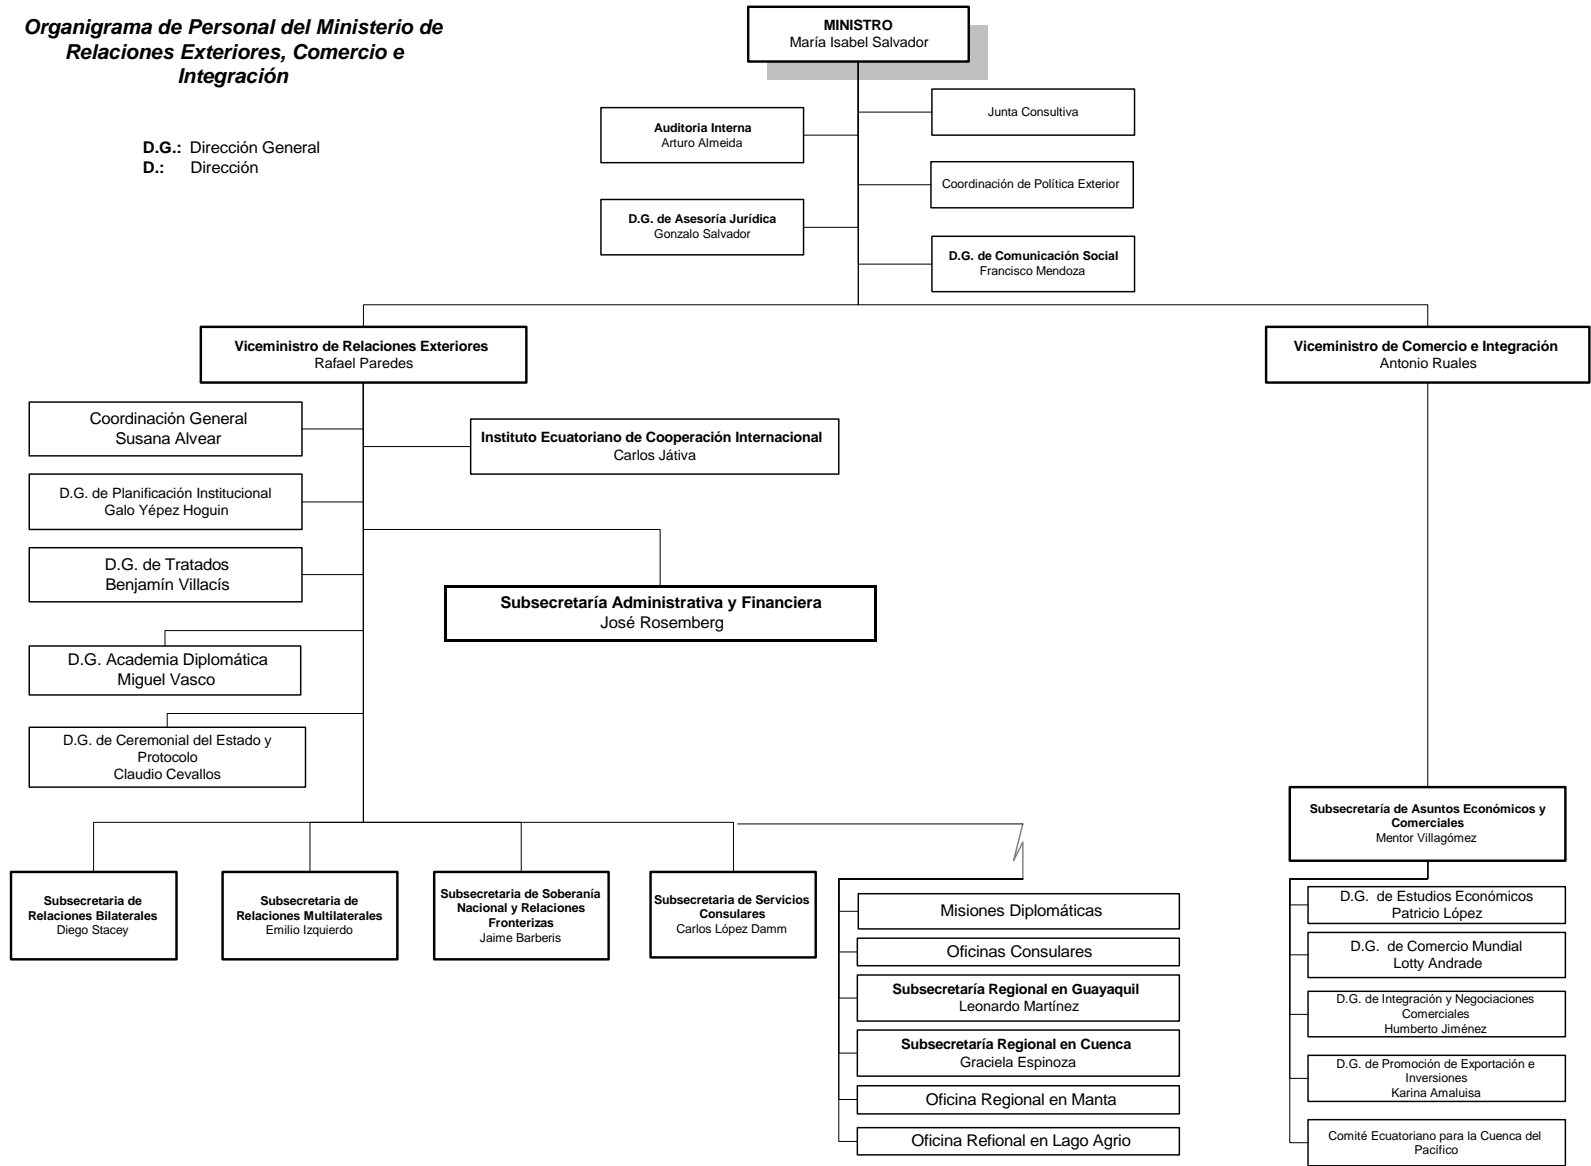 Organigrama de Personal del Ministerio de
Relaciones Exteriores, Comercio e
Integración
D.G.: Dirección General
D.: Dirección
MINISTRO
María Isabel Salvador
Auditoria Interna
Arturo Almeida
Junta Consultiva
Coordinación de Política Exterior
D.G. de Asesoría Jurídica
Gonzalo Salvador
D.G. de Comunicación Social
Francisco Mendoza
Viceministro de Relaciones Exteriores
Rafael Paredes
Viceministro de Comercio e Integración
Antonio Ruales
Coordinación General
Susana Alvear
Instituto Ecuatoriano de Cooperación Internacional
Carlos Játiva
D.G. de Planificación Institucional
Galo Yépez Hoguin
D.G. de Tratados
Benjamín Villacís
Subsecretaría Administrativa y Financiera
José Rosemberg
D.G. Academia Diplomática
Miguel Vasco
D.G. de Ceremonial del Estado y
Protocolo
Claudio Cevallos
Subsecretaria de
Relaciones Bilaterales
Diego Stacey
Subsecretaria de
Relaciones Multilaterales
Emilio Izquierdo
Subsecretaria de Soberanía
Nacional y Relaciones
Fronterizas
Jaime Barberis
Subsecretaria de Servicios
Consulares
Carlos López Damm
Misiones Diplomáticas
Oficinas Consulares
Subsecretaría Regional en Guayaquil
Leonardo Martínez
Subsecretaría Regional en Cuenca
Graciela Espinoza
Oficina Regional en Manta
Oficina Refional en Lago Agrio
Subsecretaría de Asuntos Económicos y
Comerciales
Mentor Villagómez
D.G. de Estudios Económicos
Patricio López
D.G. de Comercio Mundial
Lotty Andrade
D.G. de Integración y Negociaciones
Comerciales
Humberto Jiménez
D.G. de Promoción de Exportación e
Inversiones
Karina Amaluisa
Comité Ecuatoriano para la Cuenca del
Pacífico